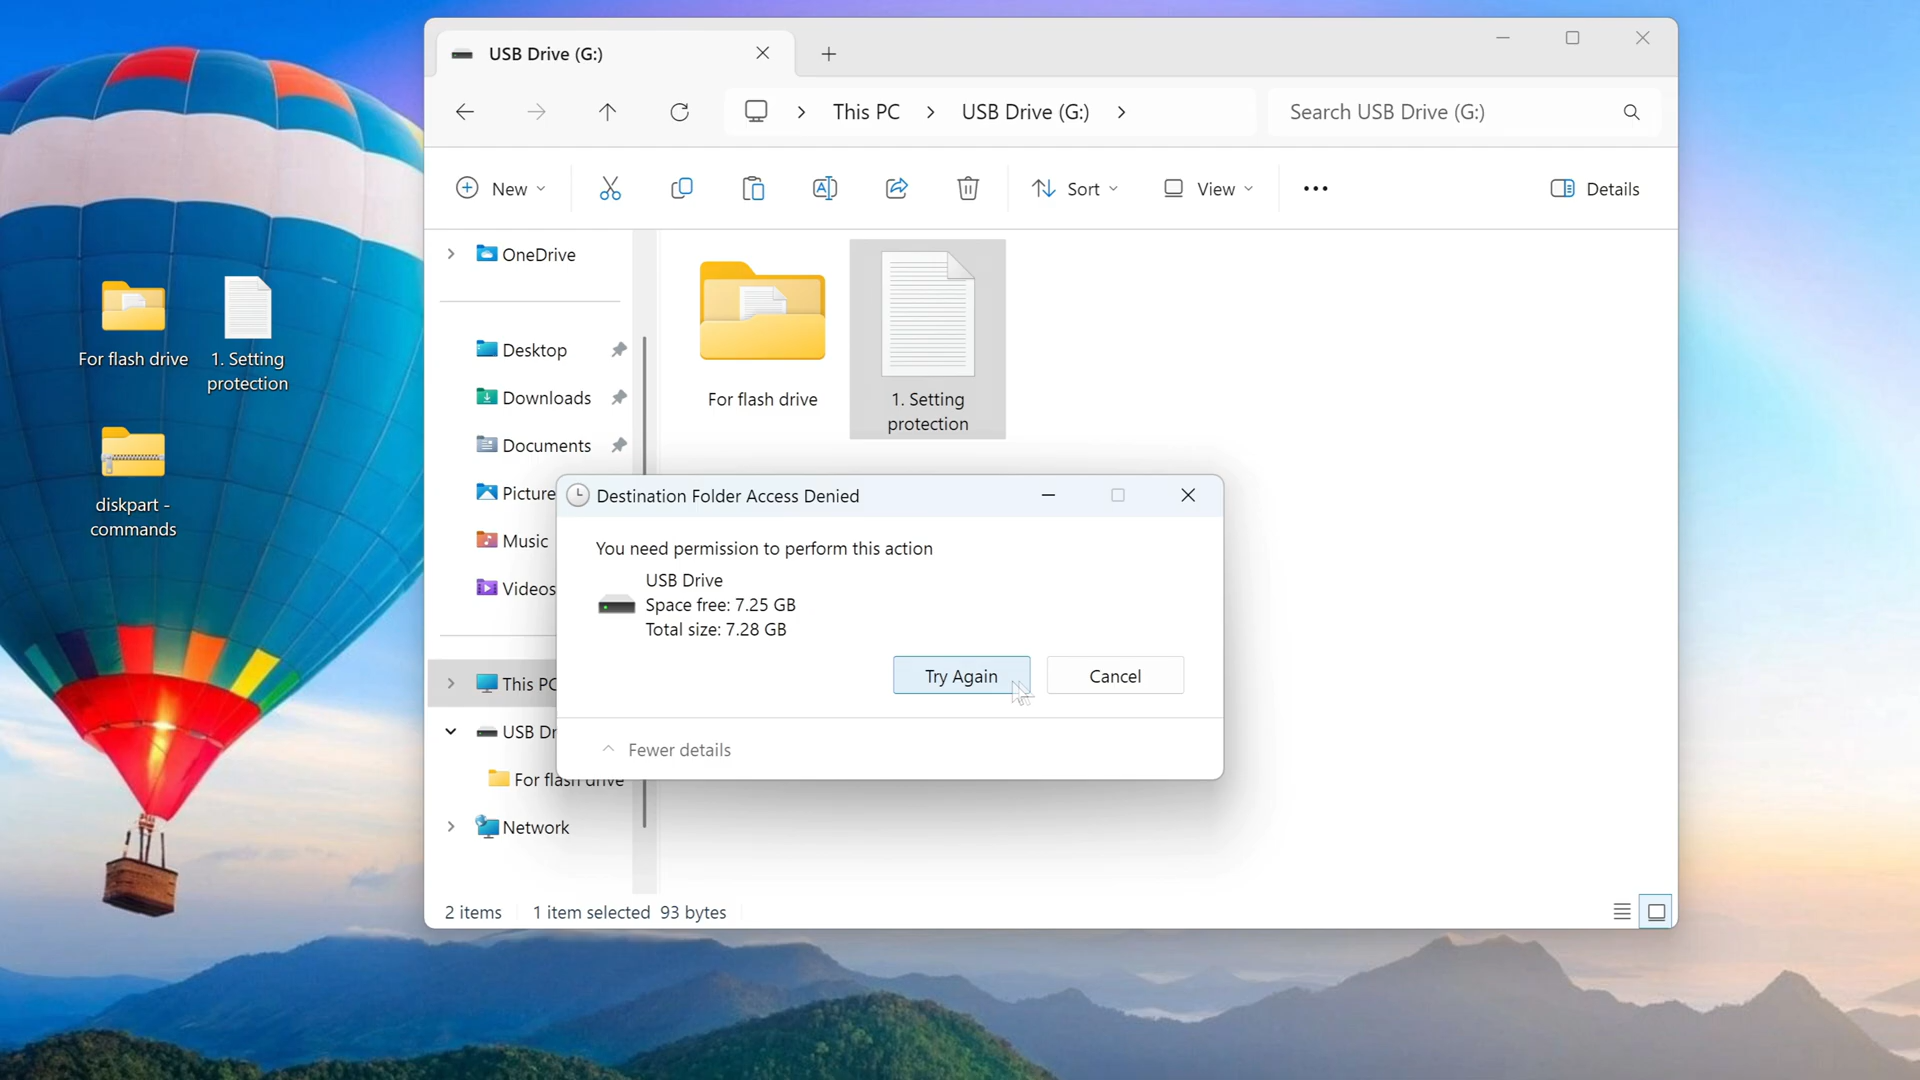 USB Drive (G:)
This PC
USB Drive (G:)
Search USB Drive (G:)
New
Sort
View
Details
OneDrive
Desktop
Downloads
Documents
Picture
Music
Videos
This PC
USB Dr
For flash drive
Network
For flash drive
1. Setting
protection
Destination Folder Access Denied
You need permission to perform this action
USB Drive
Space free: 7.25 GB
Total size: 7.28 GB
Try Again
Cancel
Fewer details
2 items
1 item selected 93 bytes
For flash drive
1. Setting
protection
diskpart -
commands